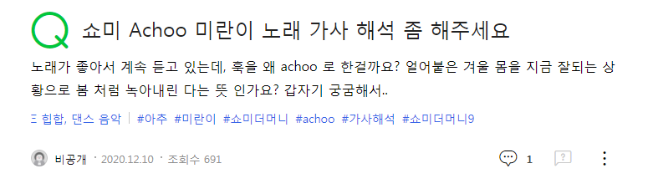 쇼미 Achoo 미란이 노래 가사 해석 좀 해주세요
노래가 좋아서 계속 듣고 있는데, 훅을 왜 achoo 로 한걸까요? 얼어붙은 겨울 몸을 지금 잘되는 상
황으로 봄 처럼 녹아내린 다는 뜻 인가요? 갑자기 궁굼해서..
힙합, 댄스 음악 #아주 #미란이 #쇼미더머니 #achoo #가사해석 #쇼미더머니9
비공개 · 2020.12.10 · 조회수 691 1